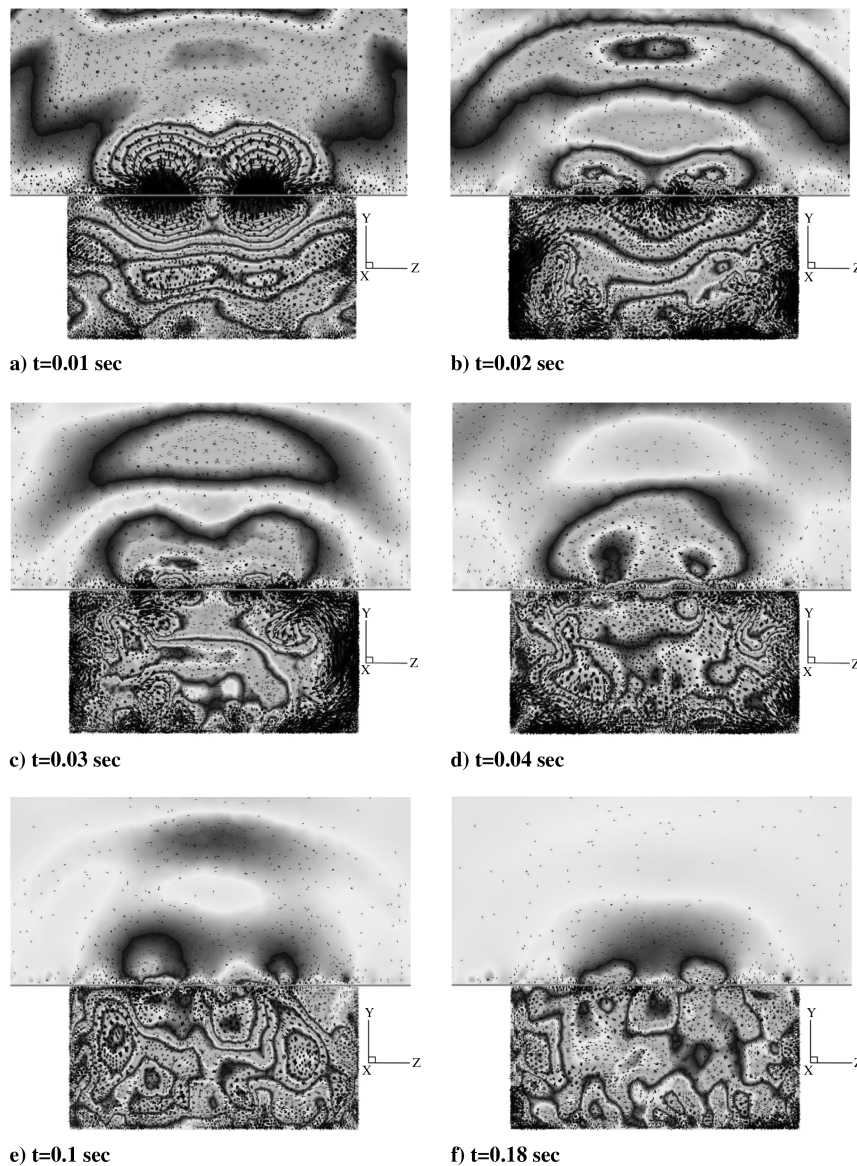 Y
X
Z
a) t=0.01 sec
Y
X
Z
b) t=0.02 sec
Y
X
Z
c) t=0.03 sec
Y
X
Z
d) t=0.04 sec
Y
X
Z
e) t=0.1 sec
Y
X
Z
f) t=0.18 sec